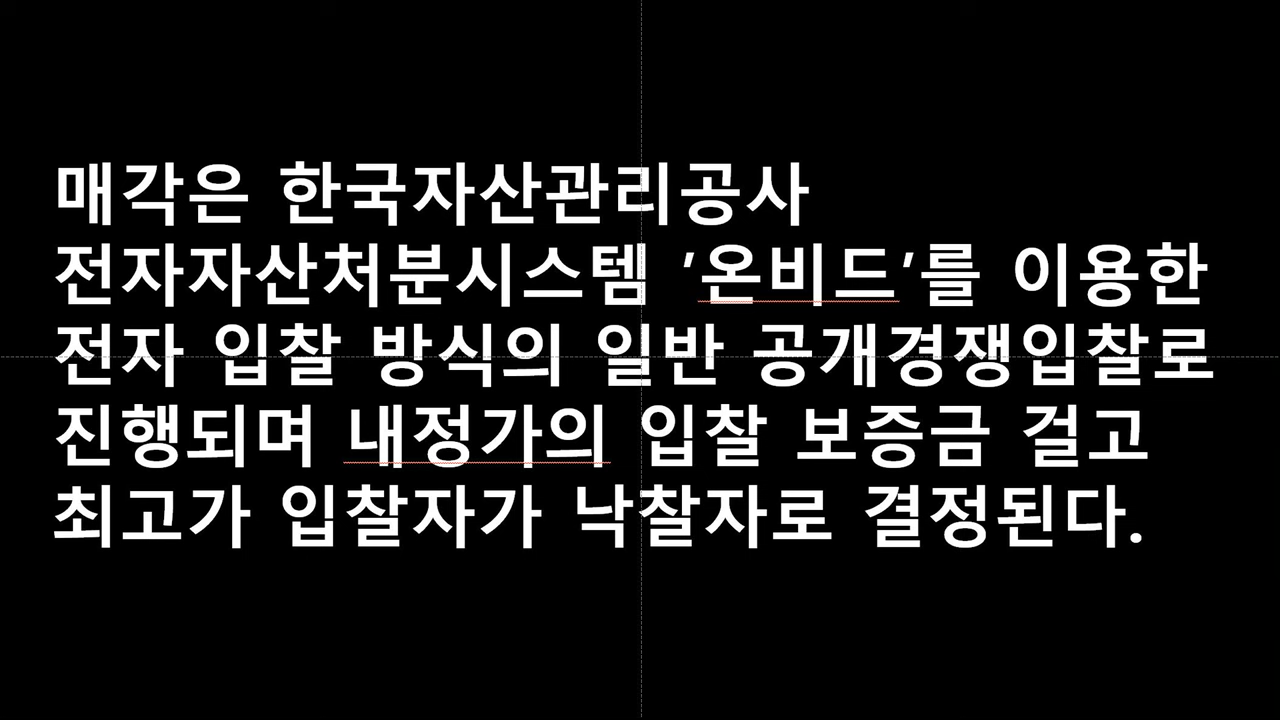 매각은 한국자산관리공사
전자자산처분시스템 '온비드'를 이용한
전자 입찰 방식의 일반 공개경쟁입찰로
진행되며 내정가의 입찰 보증금 걸고
최고가 입찰자가 낙찰자로 결정된다.